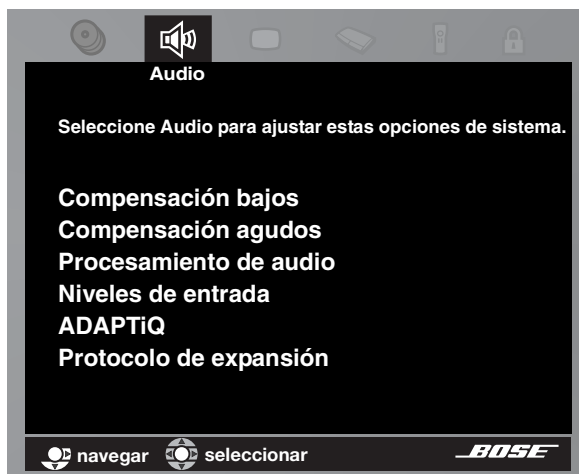 Audio
Seleccione Audio para ajustar estas opciones de sistema.
Compensación bajos
Compensación agudos
Procesamiento de audio
Niveles de entrada
ADAPTiQ
Protocolo de expansión
navegar seleccionar BOSE